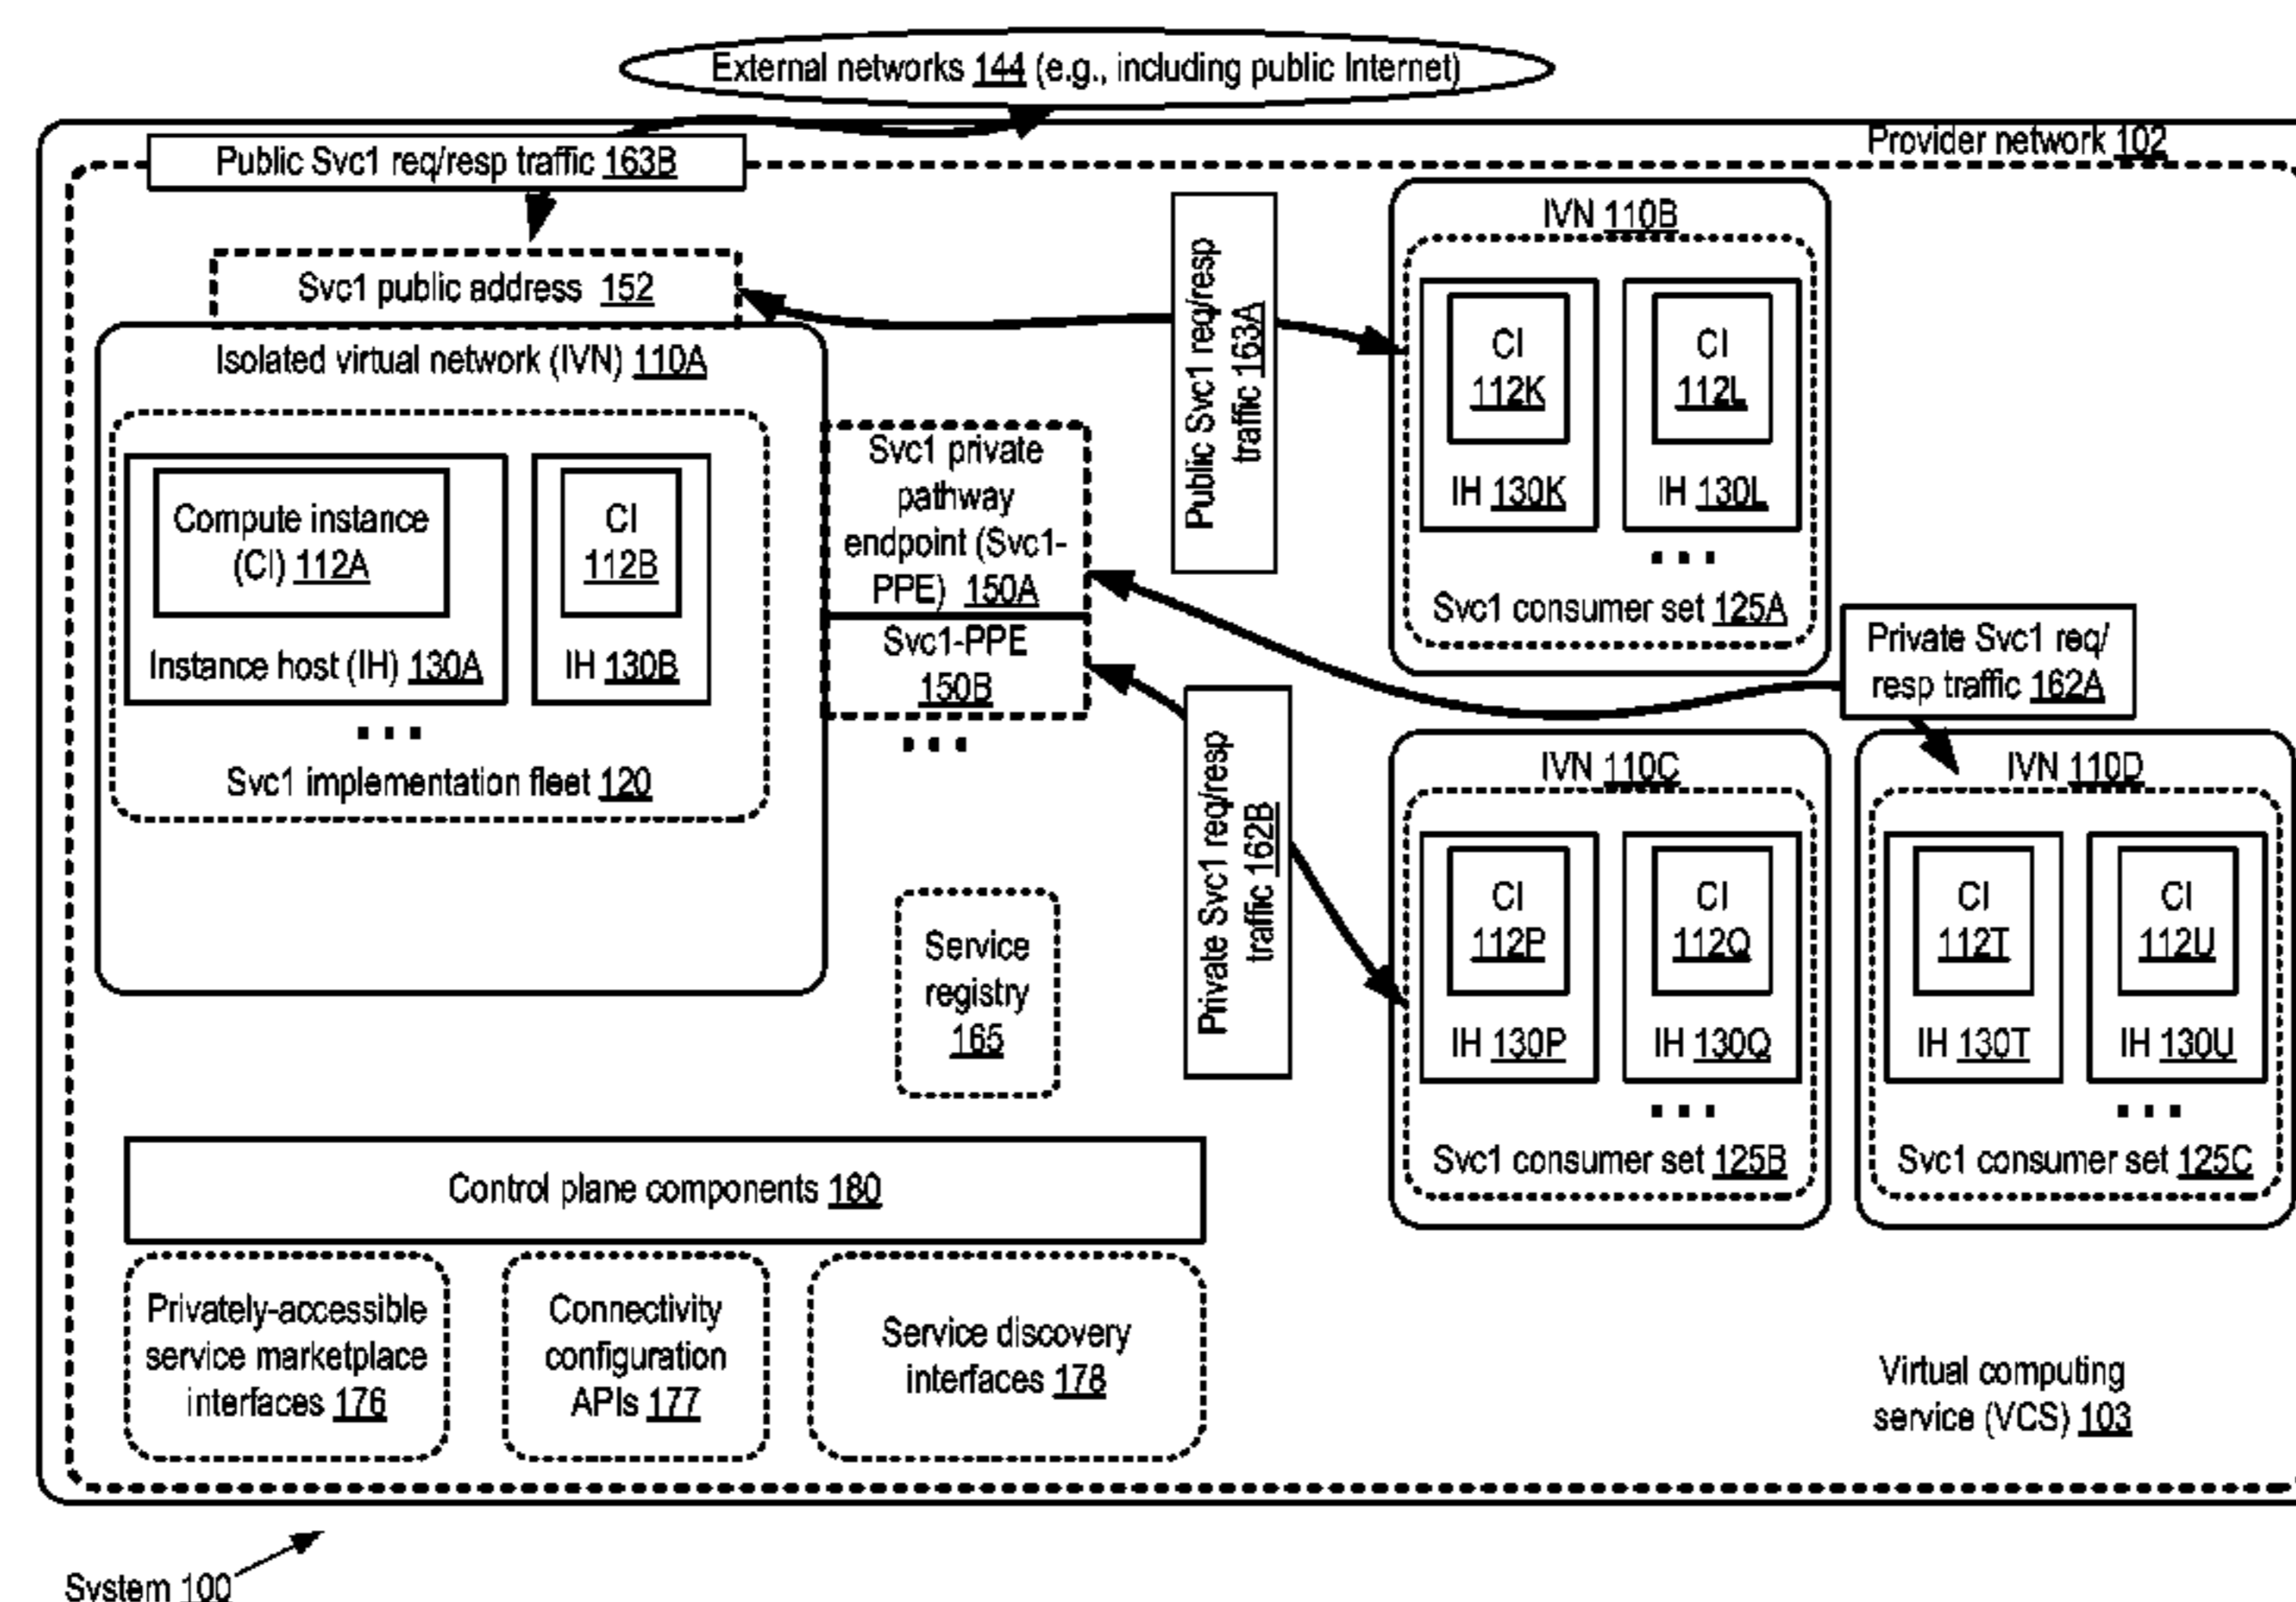 External networks 144 (e.g., including public Internet)
Provider network 102
Public Svc1 req/resp traffic 163B
Svc1 public address 152
Isolated virtual network (IVN) 110A
Compute instance
(CI) 112A
Instance host (IH) 130A
CI
112B
IH 130B
...
Svc1 implementation fleet 120
Svc1 private
pathway
endpoint (Svc1-
PPE) 150A
Svc1-PPE
150B
...
Public Svc1 req/resp
traffic 163A
IVN 110B
CI
112K
IH 130K
CI
112L
IH 130L
...
Svc1 consumer set 125A
Private Svc1 req/
resp traffic 162A
Private Svc1 req/resp
traffic 162B
IVN 110C
CI
112P
IH 130P
CI
112Q
IH 130Q
...
Svc1 consumer set 125B
IVN 110D
CI
112T
IH 130T
CI
112U
IH 130U
...
Svc1 consumer set 125C
Service
registry
165
Control plane components 180
Privately-accessible
service marketplace
interfaces 176
Connectivity
configuration
APIs 177
Service discovery
interfaces 178
Virtual computing
service (VCS) 103
System 100